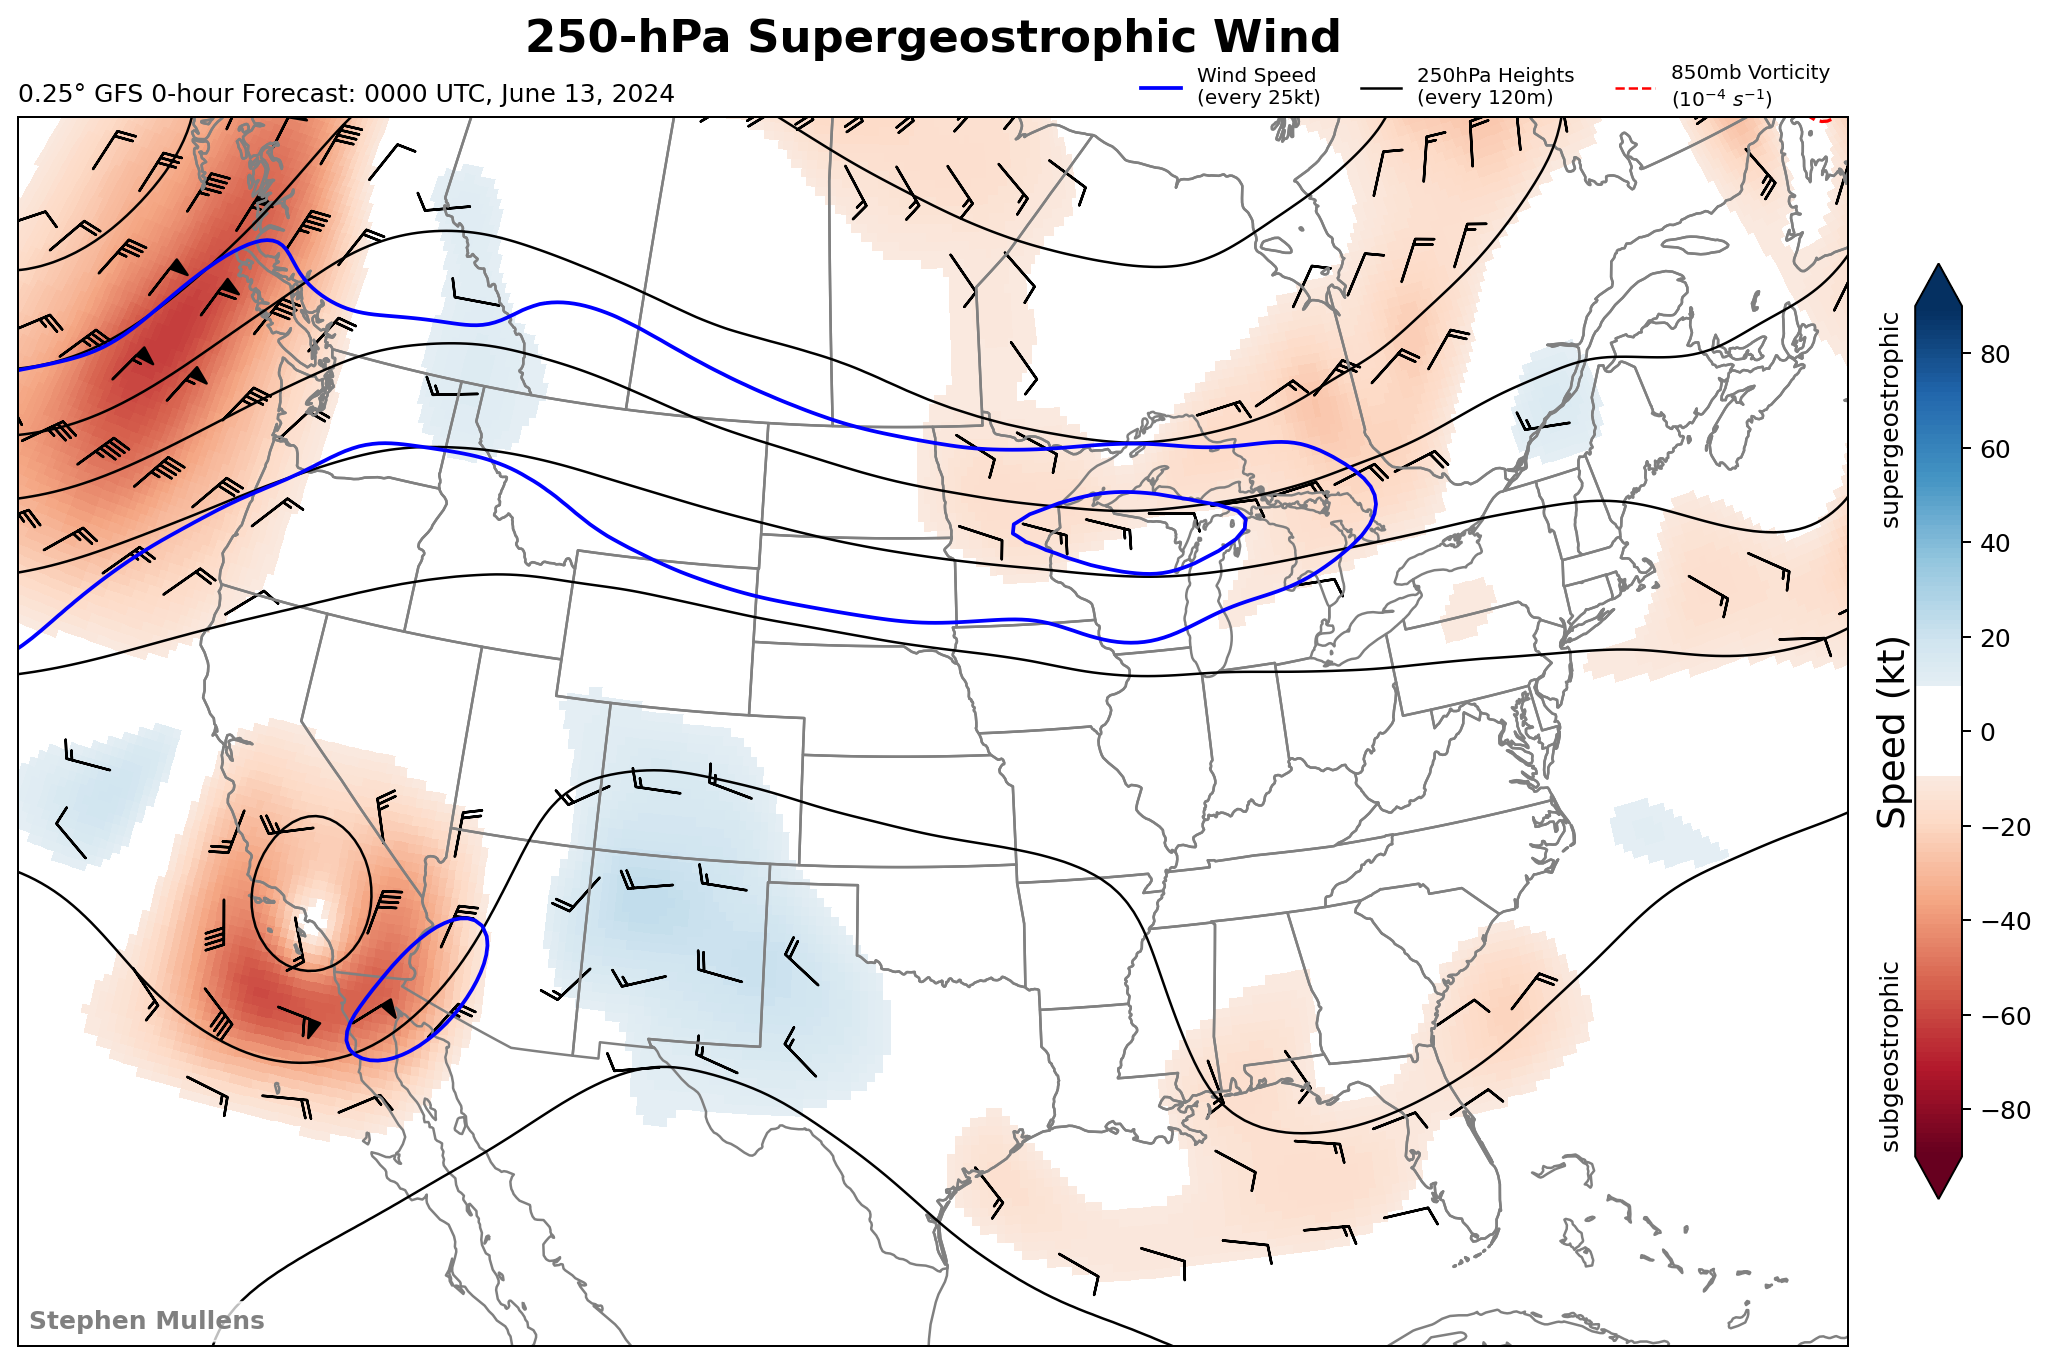 250-hPa Supergeostrophic Wind
0.25° GFS 0-hour Forecast: 0000 UTC, June 13, 2024
Wind Speed
(every 25kt)
250hPa Heights
(every 120m)
850mb Vorticity
(10⁻⁴ s⁻¹)
supergeostrophic
Speed (kt)
subgeostrophic
80
60
40
20
0
−20
−40
−60
−80
Stephen Mullens